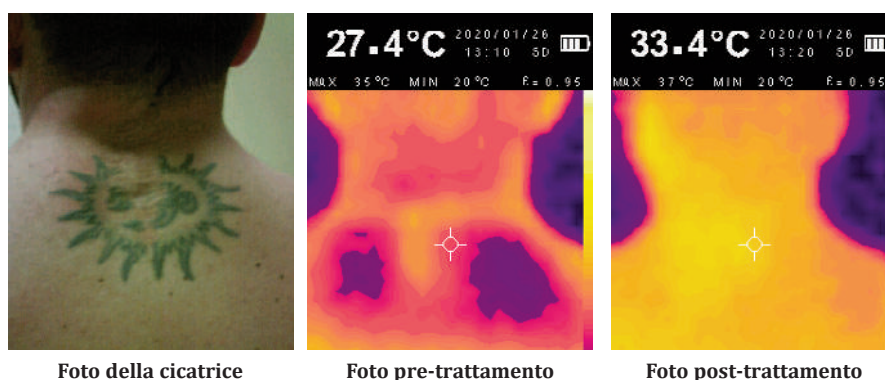 27.4°C 2020/01/26
13:10 SD
MAX 35°C MIN 20°C ε=0.95
33.4°C 2020/01/26
13:20 SD
MAX 37°C MIN 20°C ε=0.95
Foto della cicatrice
Foto pre-trattamento
Foto post-trattamento